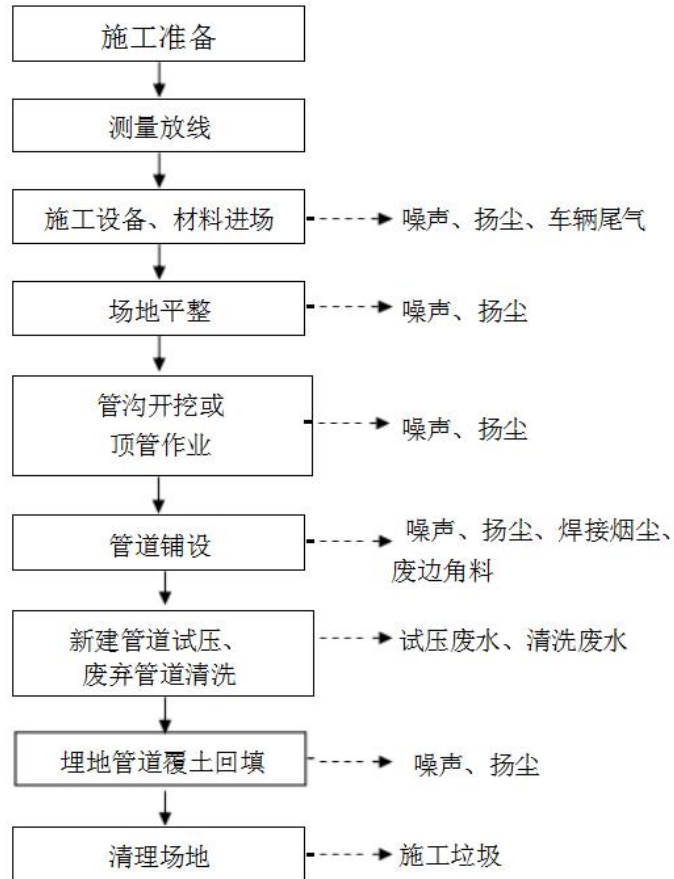 施工准备
测量放线
施工设备、材料进场
噪声、扬尘、车辆尾气
场地平整
噪声、扬尘
管沟开挖或
顶管作业
噪声、扬尘
管道铺设
噪声、扬尘、焊接烟尘、
废边角料
新建管道试压、
废弃管道清洗
试压废水、清洗废水
埋地管道覆土回填
噪声、扬尘
清理场地
施工垃圾